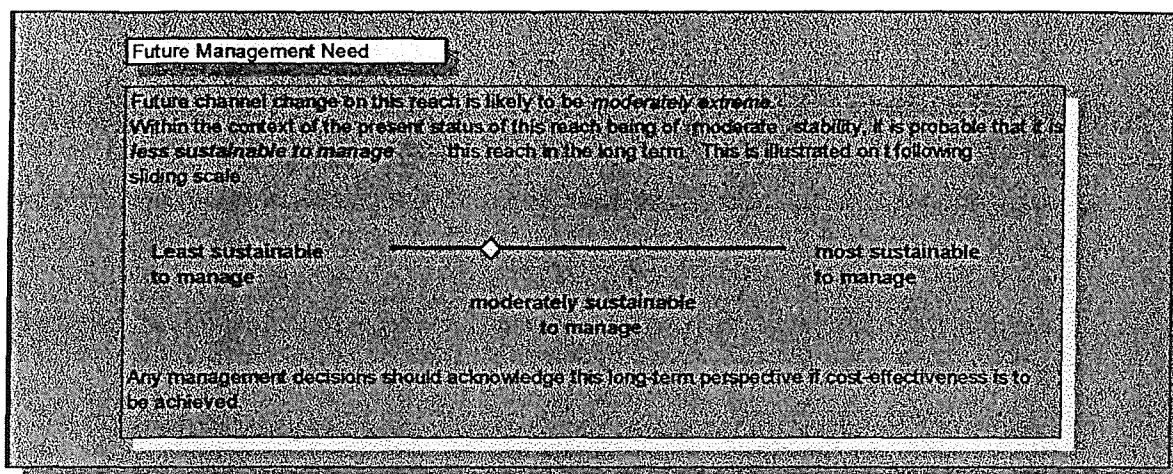 Future Management Need
Future channel change on this reach is likely to be moderately extreme.
Within the context of the present status of this reach being of moderate stability, it is probable that it is
less sustainable to manage this reach in the long term. This is illustrated on t following
sliding scale
Least sustainable
to manage
most sustainable
to manage
moderately sustainable
to manage
Any management decisions should acknowledge this long-term perspective if cost-effectiveness is to
be achieved.